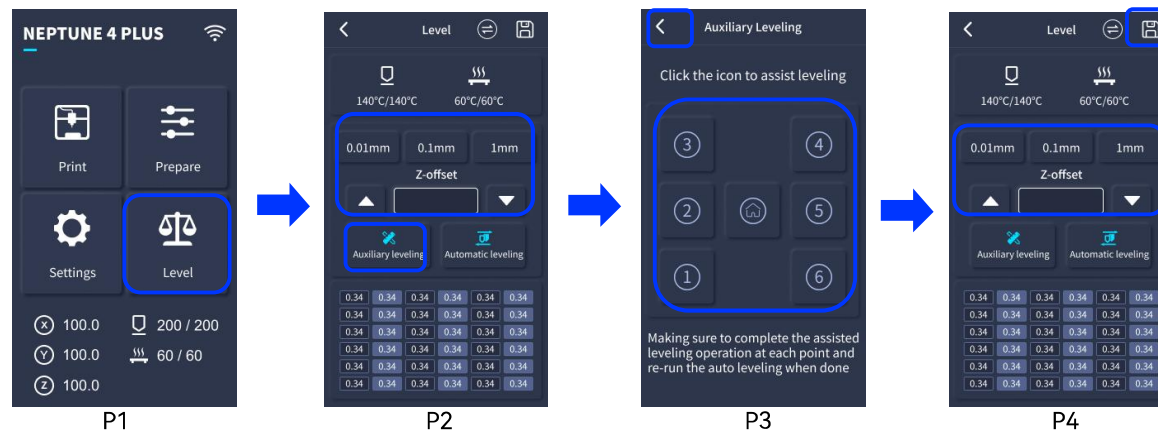 NEPTUNE 4 PLUS
Print
Prepare
Settings
Level
X 100.0
200 / 200
Y 100.0
60 / 60
Z 100.0
P1
Level
140°C/140°C
60°C/60°C
0.01mm
0.1mm
1mm
Z-offset
Auxiliary leveling
Automatic leveling
0.34 0.34 0.34 0.34 0.34 0.34
0.34 0.34 0.34 0.34 0.34 0.34
0.34 0.34 0.34 0.34 0.34 0.34
0.34 0.34 0.34 0.34 0.34 0.34
0.34 0.34 0.34 0.34 0.34 0.34
0.34 0.34 0.34 0.34 0.34 0.34
P2
Auxiliary Leveling
Click the icon to assist leveling
3
4
2
5
1
6
Making sure to complete the assisted
leveling operation at each point and
re-run the auto leveling when done
P3
Level
140°C/140°C
60°C/60°C
0.01mm
0.1mm
1mm
Z-offset
Auxiliary leveling
Automatic leveling
0.34 0.34 0.34 0.34 0.34 0.34
0.34 0.34 0.34 0.34 0.34 0.34
0.34 0.34 0.34 0.34 0.34 0.34
0.34 0.34 0.34 0.34 0.34 0.34
0.34 0.34 0.34 0.34 0.34 0.34
0.34 0.34 0.34 0.34 0.34 0.34
P4